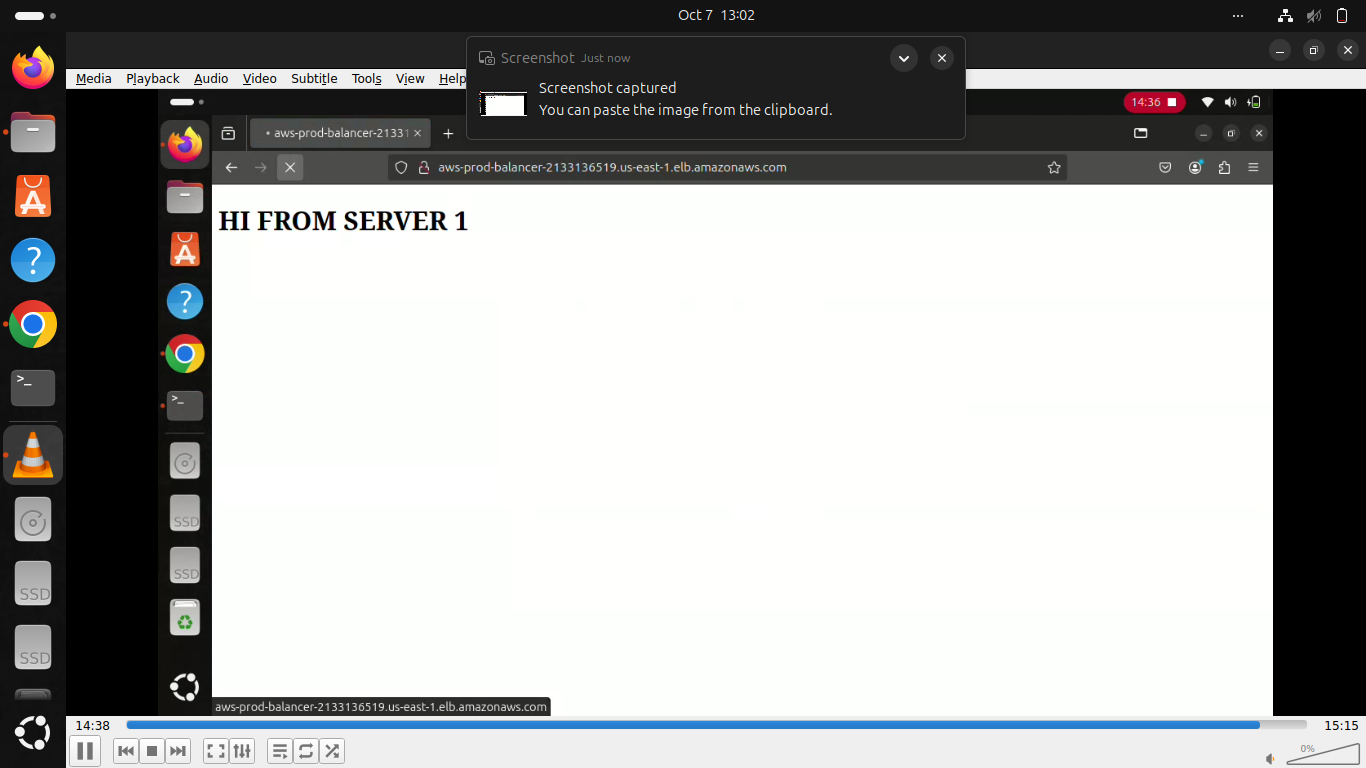 Oct 7 13:02
Screenshot Just now
Screenshot captured
You can paste the image from the clipboard.
Media Playback Audio Video Subtitle Tools View Help
14:36
aws-prod-balancer-21331
aws-prod-balancer-2133136519.us-east-1.elb.amazonaws.com
HI FROM SERVER 1
SSD
SSD
SSD
SSD
aws-prod-balancer-2133136519.us-east-1.elb.amazonaws.com
14:38 15:15
0%